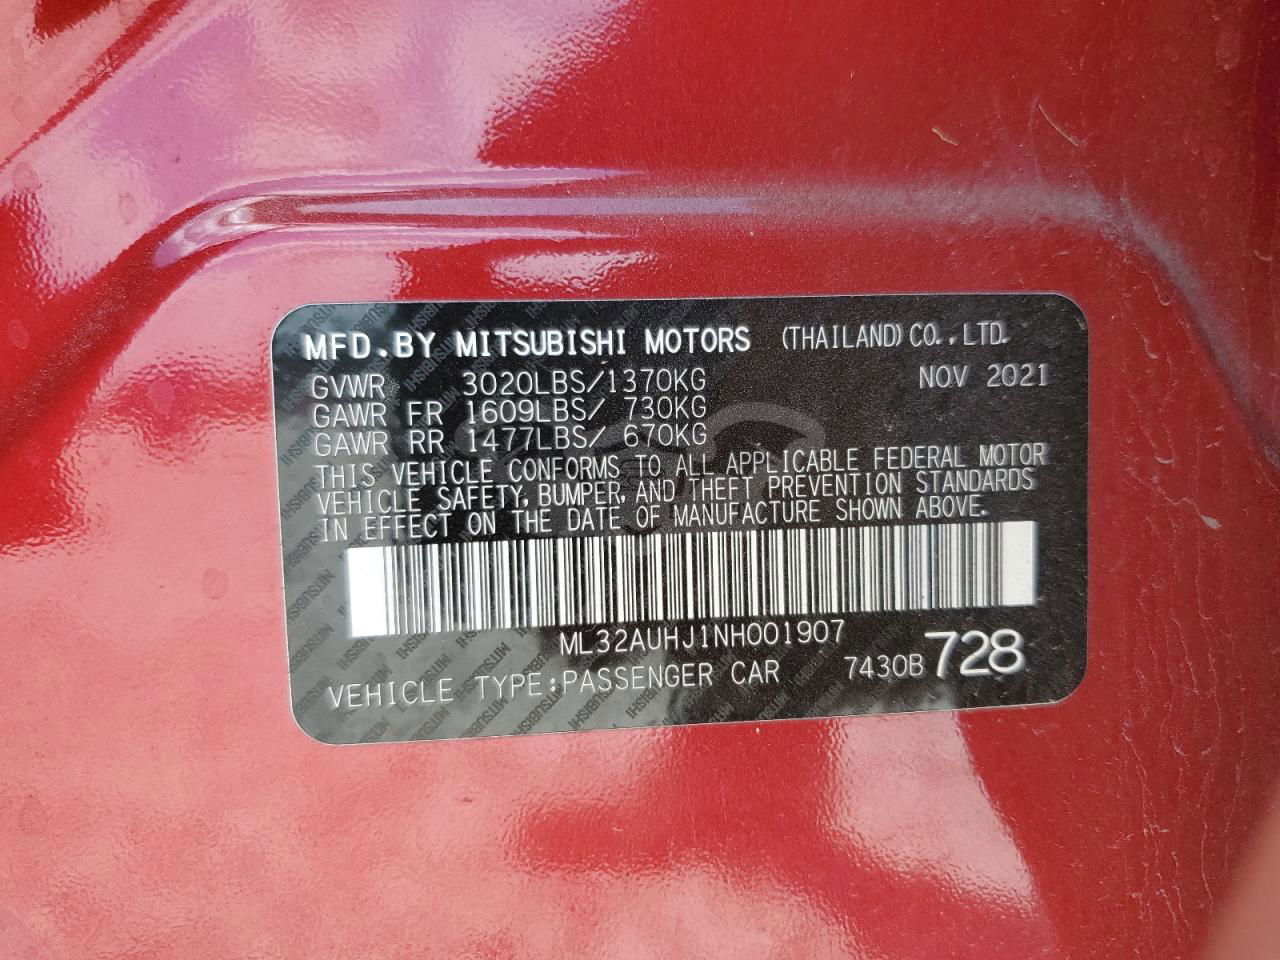 MFD.BY MITSUBISHI MOTORS (THAILAND) CO.,LTD.
GVWR 3020LBS/1370KG NOV 2021
GAWR FR 1609LBS/ 730KG
GAWR RR 1477LBS/ 670KG
THIS VEHICLE CONFORMS TO ALL APPLICABLE FEDERAL MOTOR
VEHICLE SAFETY, BUMPER, AND THEFT PREVENTION STANDARDS
IN EFFECT ON THE DATE OF MANUFACTURE SHOWN ABOVE.
ML32AUHJ1NH001907
VEHICLE TYPE:PASSENGER CAR 7430B 728